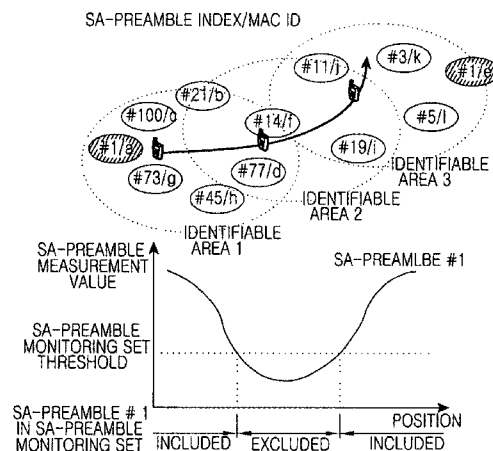 SA-PREAMBLE INDEX/MAC ID
#3/k
#11/j
#1/e
#21/b
#100/c
#14/f
#5/l
#1/a
#19/i
#73/g
#77/d
#45/h
IDENTIFIABLE
AREA 3
IDENTIFIABLE
AREA 2
IDENTIFIABLE
AREA 1
SA-PREAMBLE
MEASUREMENT
VALUE
SA-PREAMLBE #1
SA-PREAMBLE
MONITORING SET
THRESHOLD
POSITION
SA-PREAMBLE # 1
IN SA-PREAMBLE
MONITORING SET
INCLUDED
EXCLUDED
INCLUDED